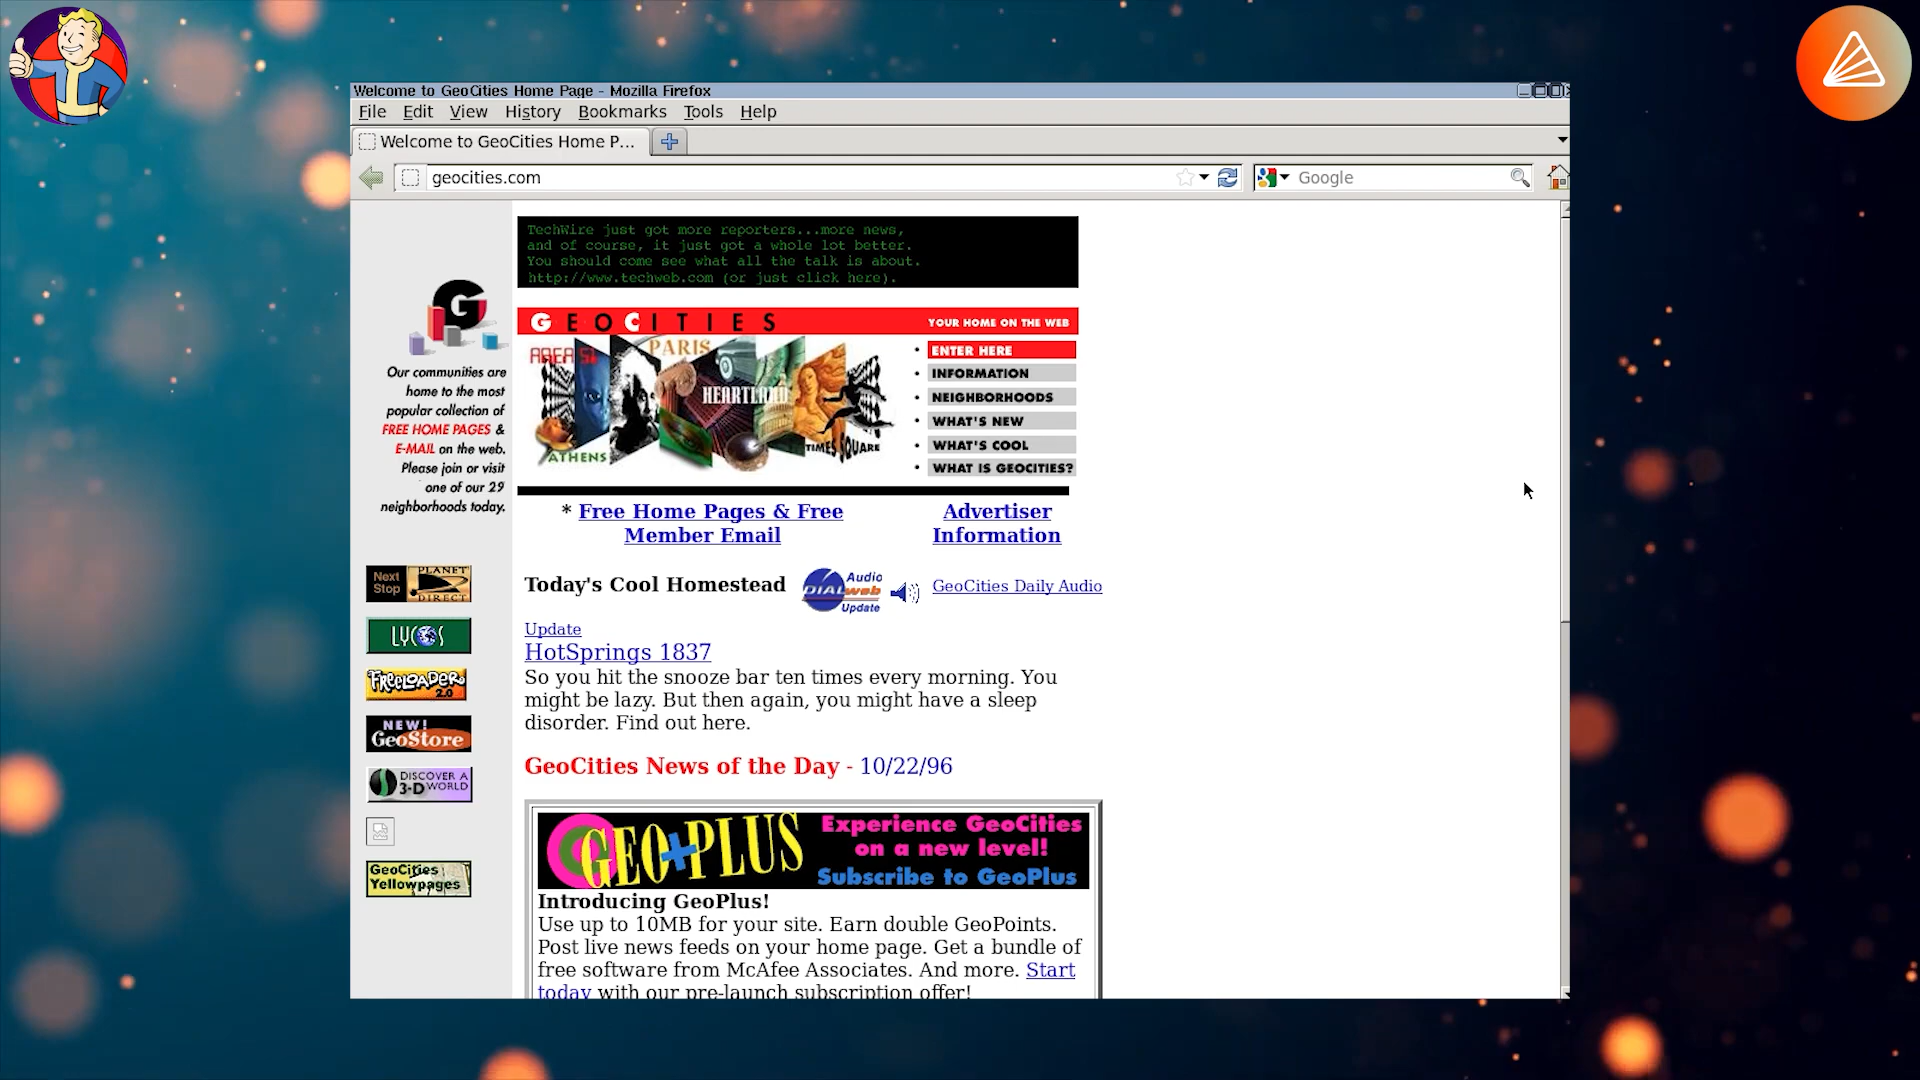 Welcome to GeoCities Home Page - Mozilla Firefox
File Edit View History Bookmarks Tools Help
Welcome to GeoCities Home P...
geocities.com
Google
TechWire just got more reporters...more news,
and of course, it just got a whole lot better.
You should come see what all the talk is about.
http://www.techweb.com (or just click here).
G
Our communities are
home to the most
popular collection of
FREE HOME PAGES &
E-MAIL on the web.
Please join or visit
one of our 29
neighborhoods today.
GEOCITIES YOUR HOME ON THE WEB
AREA 51
PARIS
HEARTLAND
TIMES SQUARE
ATHENS
• ENTER HERE
• INFORMATION
• NEIGHBORHOODS
• WHAT'S NEW
• WHAT'S COOL
• WHAT IS GEOCITIES?
* Free Home Pages & Free
Member Email
Advertiser
Information
Next
Stop
PLANET
DIRECT
LYCOS
FREELOADER
2.0
NEW!
GeoStore
DISCOVER A
3-D WORLD
GeoCities
Yellowpages
Today's Cool Homestead
Audio
DIALweb
Update
GeoCities Daily Audio
Update
HotSprings 1837
So you hit the snooze bar ten times every morning. You
might be lazy. But then again, you might have a sleep
disorder. Find out here.
GeoCities News of the Day - 10/22/96
GEO+PLUS
Experience GeoCities
on a new level!
Subscribe to GeoPlus
Introducing GeoPlus!
Use up to 10MB for your site. Earn double GeoPoints.
Post live news feeds on your home page. Get a bundle of
free software from McAfee Associates. And more. Start
today with our pre-launch subscription offer!